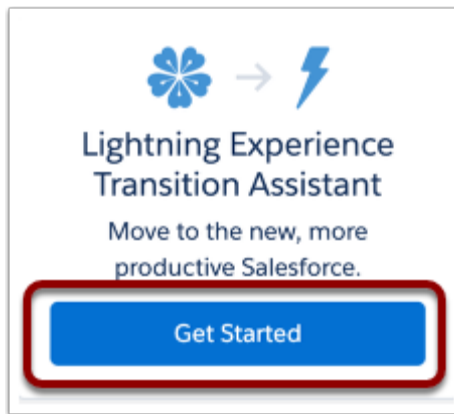 Lightning Experience
Transition Assistant
Move to the new, more
productive Salesforce.
Get Started